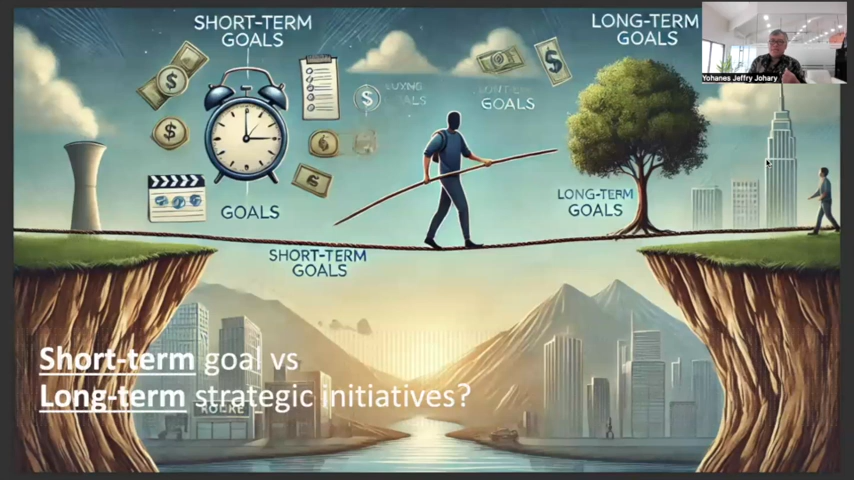 SHORT-TERM
GOALS
LONG-TERM
GOALS
Yohanes Jeffry Johary
GOALS
LONG-TERM
GOALS
GOALS
SHORT-TERM
GOALS
Short-term goal vs
Long-term strategic initiatives?